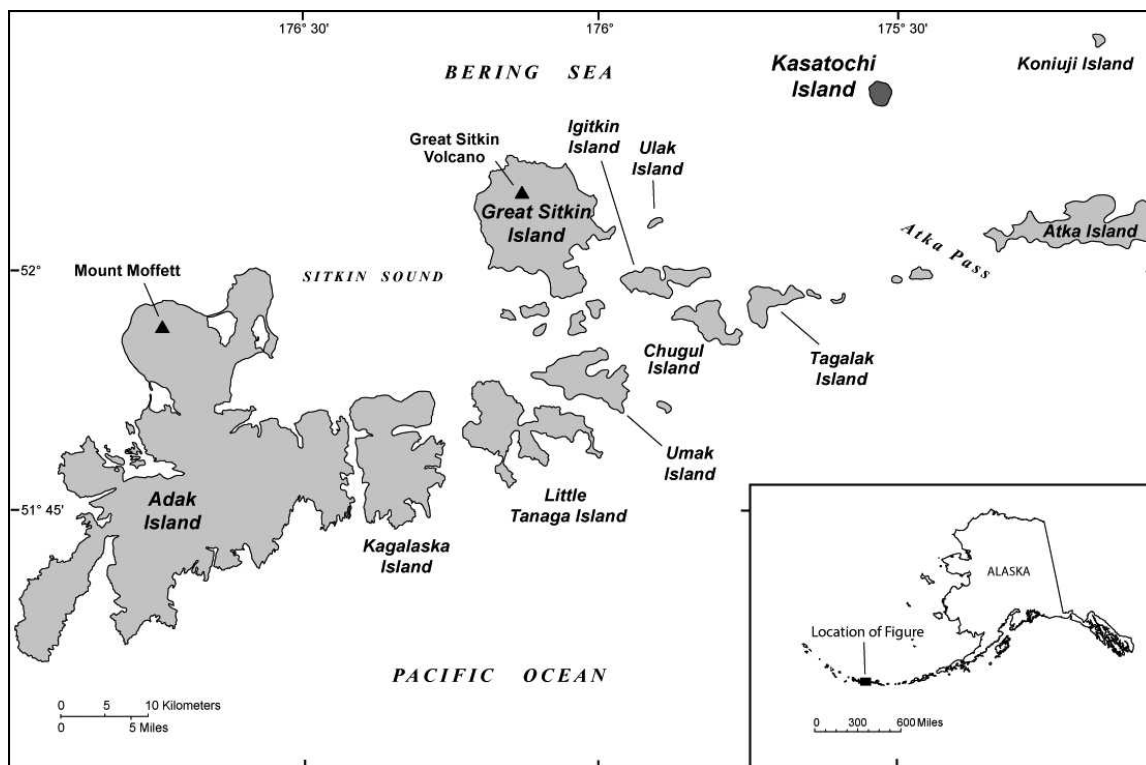 176° 30'
176°
175° 30'
BERING SEA
Kasatochi
Island
Koniuji Island
Great Sitkin
Volcano
Igitkin
Island
Ulak
Island
Great Sitkin
Island
Atka Island
Atka Pass
52°
Mount Moffett
SITKIN SOUND
Chugul
Island
Tagalak
Island
Umak
Island
Little
Tanaga Island
51° 45'
Adak
Island
Kagalaska
Island
PACIFIC OCEAN
0 5 10 Kilometers
0 5 Miles
ALASKA
Location of Figure
0 300 600 Miles